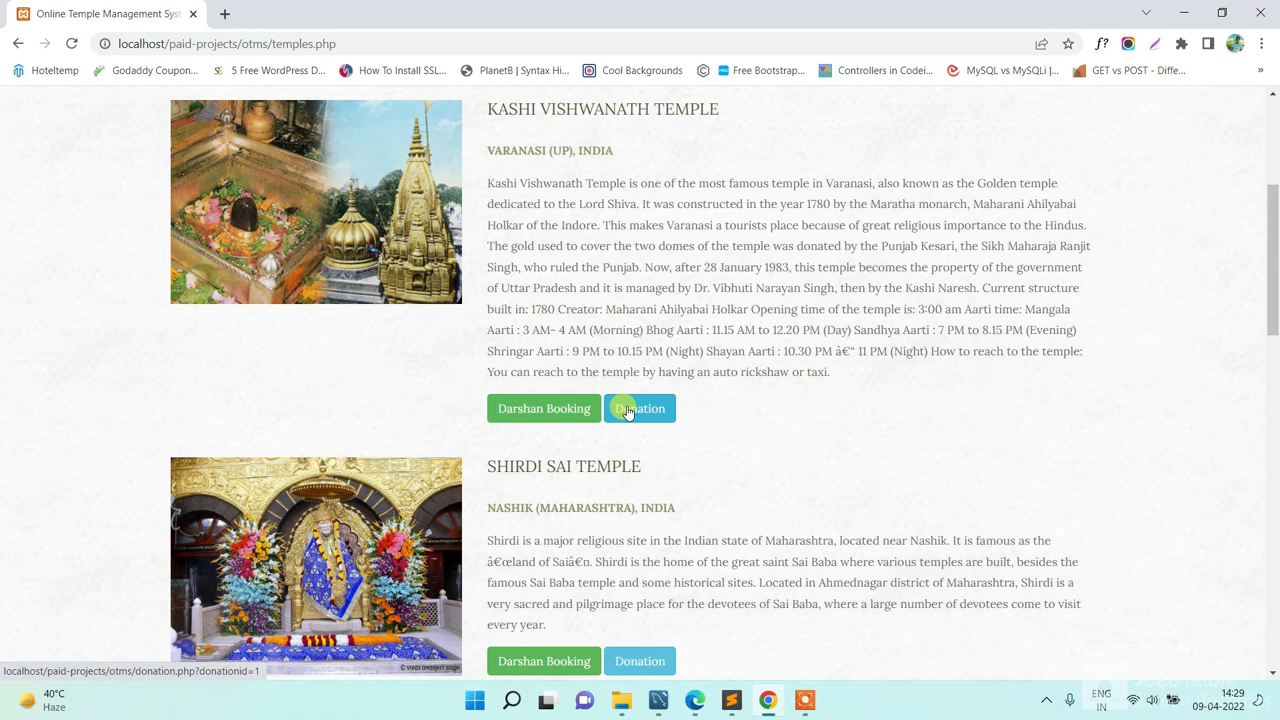 Online Temple Management Syst
localhost/paid-projects/otms/temples.php
Hoteltemp
Godaddy Coupon...
5 Free WordPress D...
How To Install SSL...
PlanetB | Syntax Hi...
Cool Backgrounds
Free Bootstrap...
Controllers in Codei...
MySQL vs MySQLi |...
GET vs POST - Diffe...
»
KASHI VISHWANATH TEMPLE
VARANASI (UP), INDIA
Kashi Vishwanath Temple is one of the most famous temple in Varanasi, also known as the Golden temple
dedicated to the Lord Shiva. It was constructed in the year 1780 by the Maratha monarch, Maharani Ahilyabai
Holkar of the Indore. This makes Varanasi a tourists place because of great religious importance to the Hindus.
The gold used to cover the two domes of the temple was donated by the Punjab Kesari, the Sikh Maharaja Ranjit
Singh, who ruled the Punjab. Now, after 28 January 1983, this temple becomes the property of the government
of Uttar Pradesh and it is managed by Dr. Vibhuti Narayan Singh, then by the Kashi Naresh. Current structure
built in: 1780 Creator: Maharani Ahilyabai Holkar Opening time of the temple is: 3:00 am Aarti time: Mangala
Aarti : 3 AM- 4 AM (Morning) Bhog Aarti : 11.15 AM to 12.20 PM (Day) Sandhya Aarti : 7 PM to 8.15 PM (Evening)
Shringar Aarti : 9 PM to 10.15 PM (Night) Shayan Aarti : 10.30 PM â€“ 11 PM (Night) How to reach to the temple:
You can reach to the temple by having an auto rickshaw or taxi.
Darshan Booking Donation
SHIRDI SAI TEMPLE
NASHIK (MAHARASHTRA), INDIA
Shirdi is a major religious site in the Indian state of Maharashtra, located near Nashik. It is famous as the
â€œland of Saiâ€. Shirdi is the home of the great saint Sai Baba where various temples are built, besides the
famous Sai Baba temple and some historical sites. Located in Ahmednagar district of Maharashtra, Shirdi is a
very sacred and pilgrimage place for the devotees of Sai Baba, where a large number of devotees come to visit
every year.
Darshan Booking Donation
© VIKAS GMANJEET SINGH
localhost/paid-projects/otms/donation.php?donationid=1
40°C
Haze
ENG
IN
14:29
09-04-2022